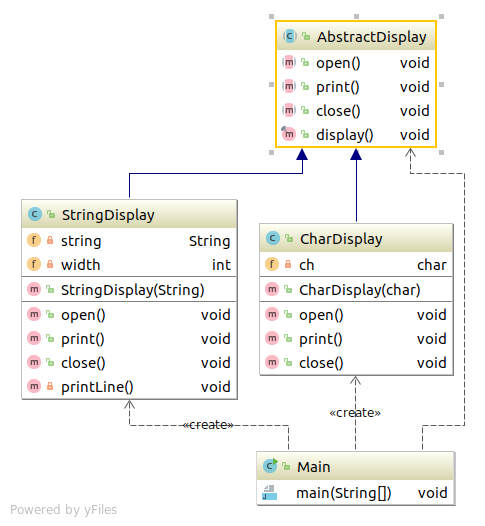 AbstractDisplay
open() void
print() void
close() void
display() void
StringDisplay
string String
width int
StringDisplay(String)
open() void
print() void
close() void
printLine() void
CharDisplay
ch char
CharDisplay(char)
open() void
print() void
close() void
«create»
«create»
Main
main(String[]) void
Powered by yFiles